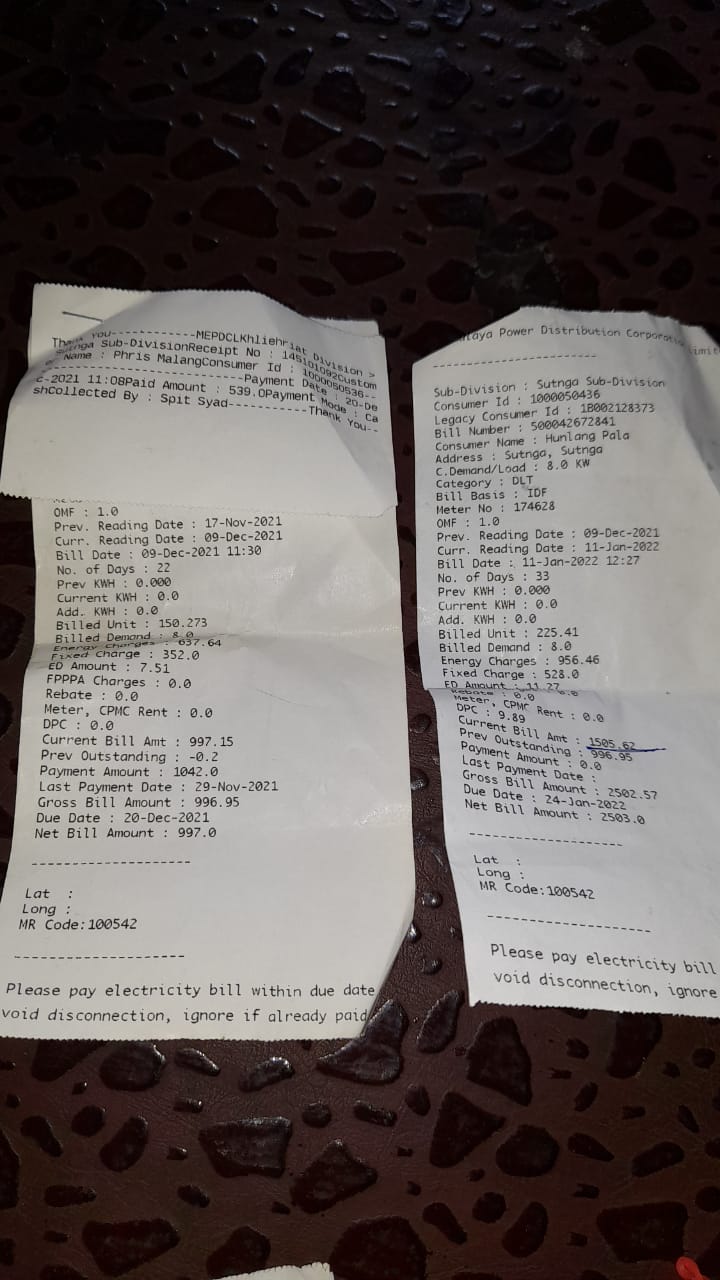 Thank You-----------MEPDCLKhliehriat Division >
Sutnga Sub-DivisionReceipt No : 145101092Custom
Name : Phris MalangConsumer Id : 1000050536--
----------------------Payment Date : 20-De
c-2021 11:08Paid Amount : 539.0Payment Mode : Ca
shCollected By : Spit Syad-----------Thank You--
OMF : 1.0
Prev. Reading Date : 17-Nov-2021
Curr. Reading Date : 09-Dec-2021
Bill Date : 09-Dec-2021 11:30
No. of Days : 22
Prev KWH : 0.000
Current KWH : 0.0
Add. KWH : 0.0
Billed Unit : 150.273
Billed Demand : 8.0
Energy Charges : 637.64
Fixed Charge : 352.0
ED Amount : 7.51
FPPPA Charges : 0.0
Rebate : 0.0
Meter, CPMC Rent : 0.0
DPC : 0.0
Current Bill Amt : 997.15
Prev Outstanding : -0.2
Payment Amount : 1042.0
Last Payment Date : 29-Nov-2021
Gross Bill Amount : 996.95
Due Date : 20-Dec-2021
Net Bill Amount : 997.0
--------------------
Lat :
Long :
MR Code:100542
---------------------
Please pay electricity bill within due date
void disconnection, ignore if already paid
laya Power Distribution Corporatio limit
---------------------
Sub-Division : Sutnga Sub-Division
Consumer Id : 1000050436
Legacy Consumer Id : 1B002128373
Bill Number : 500042672841
Consumer Name : Hunlang Pala
Address : Sutnga, Sutnga
C.Demand/Load : 8.0 KW
Category : DLT
Bill Basis : IDF
Meter No : 174628
OMF : 1.0
Prev. Reading Date : 09-Dec-2021
Curr. Reading Date : 11-Jan-2022
Bill Date : 11-Jan-2022 12:27
No. of Days : 33
Prev KWH : 0.000
Current KWH : 0.0
Add. KWH : 0.0
Billed Unit : 225.41
Billed Demand : 8.0
Energy Charges : 956.46
Fixed Charge : 528.0
ED Amount : 11.27
Rebate : 0.0
Meter, CPMC Rent : 0.0
DPC : 9.89
Current Bill Amt : 1505.62
Prev Outstanding : 996.95
Payment Amount : 0.0
Last Payment Date :
Gross Bill Amount : 2502.57
Due Date : 24-Jan-2022
Net Bill Amount : 2503.0
--------------------
Lat :
Long :
MR Code:100542
---------------------
Please pay electricity bill
void disconnection, ignore